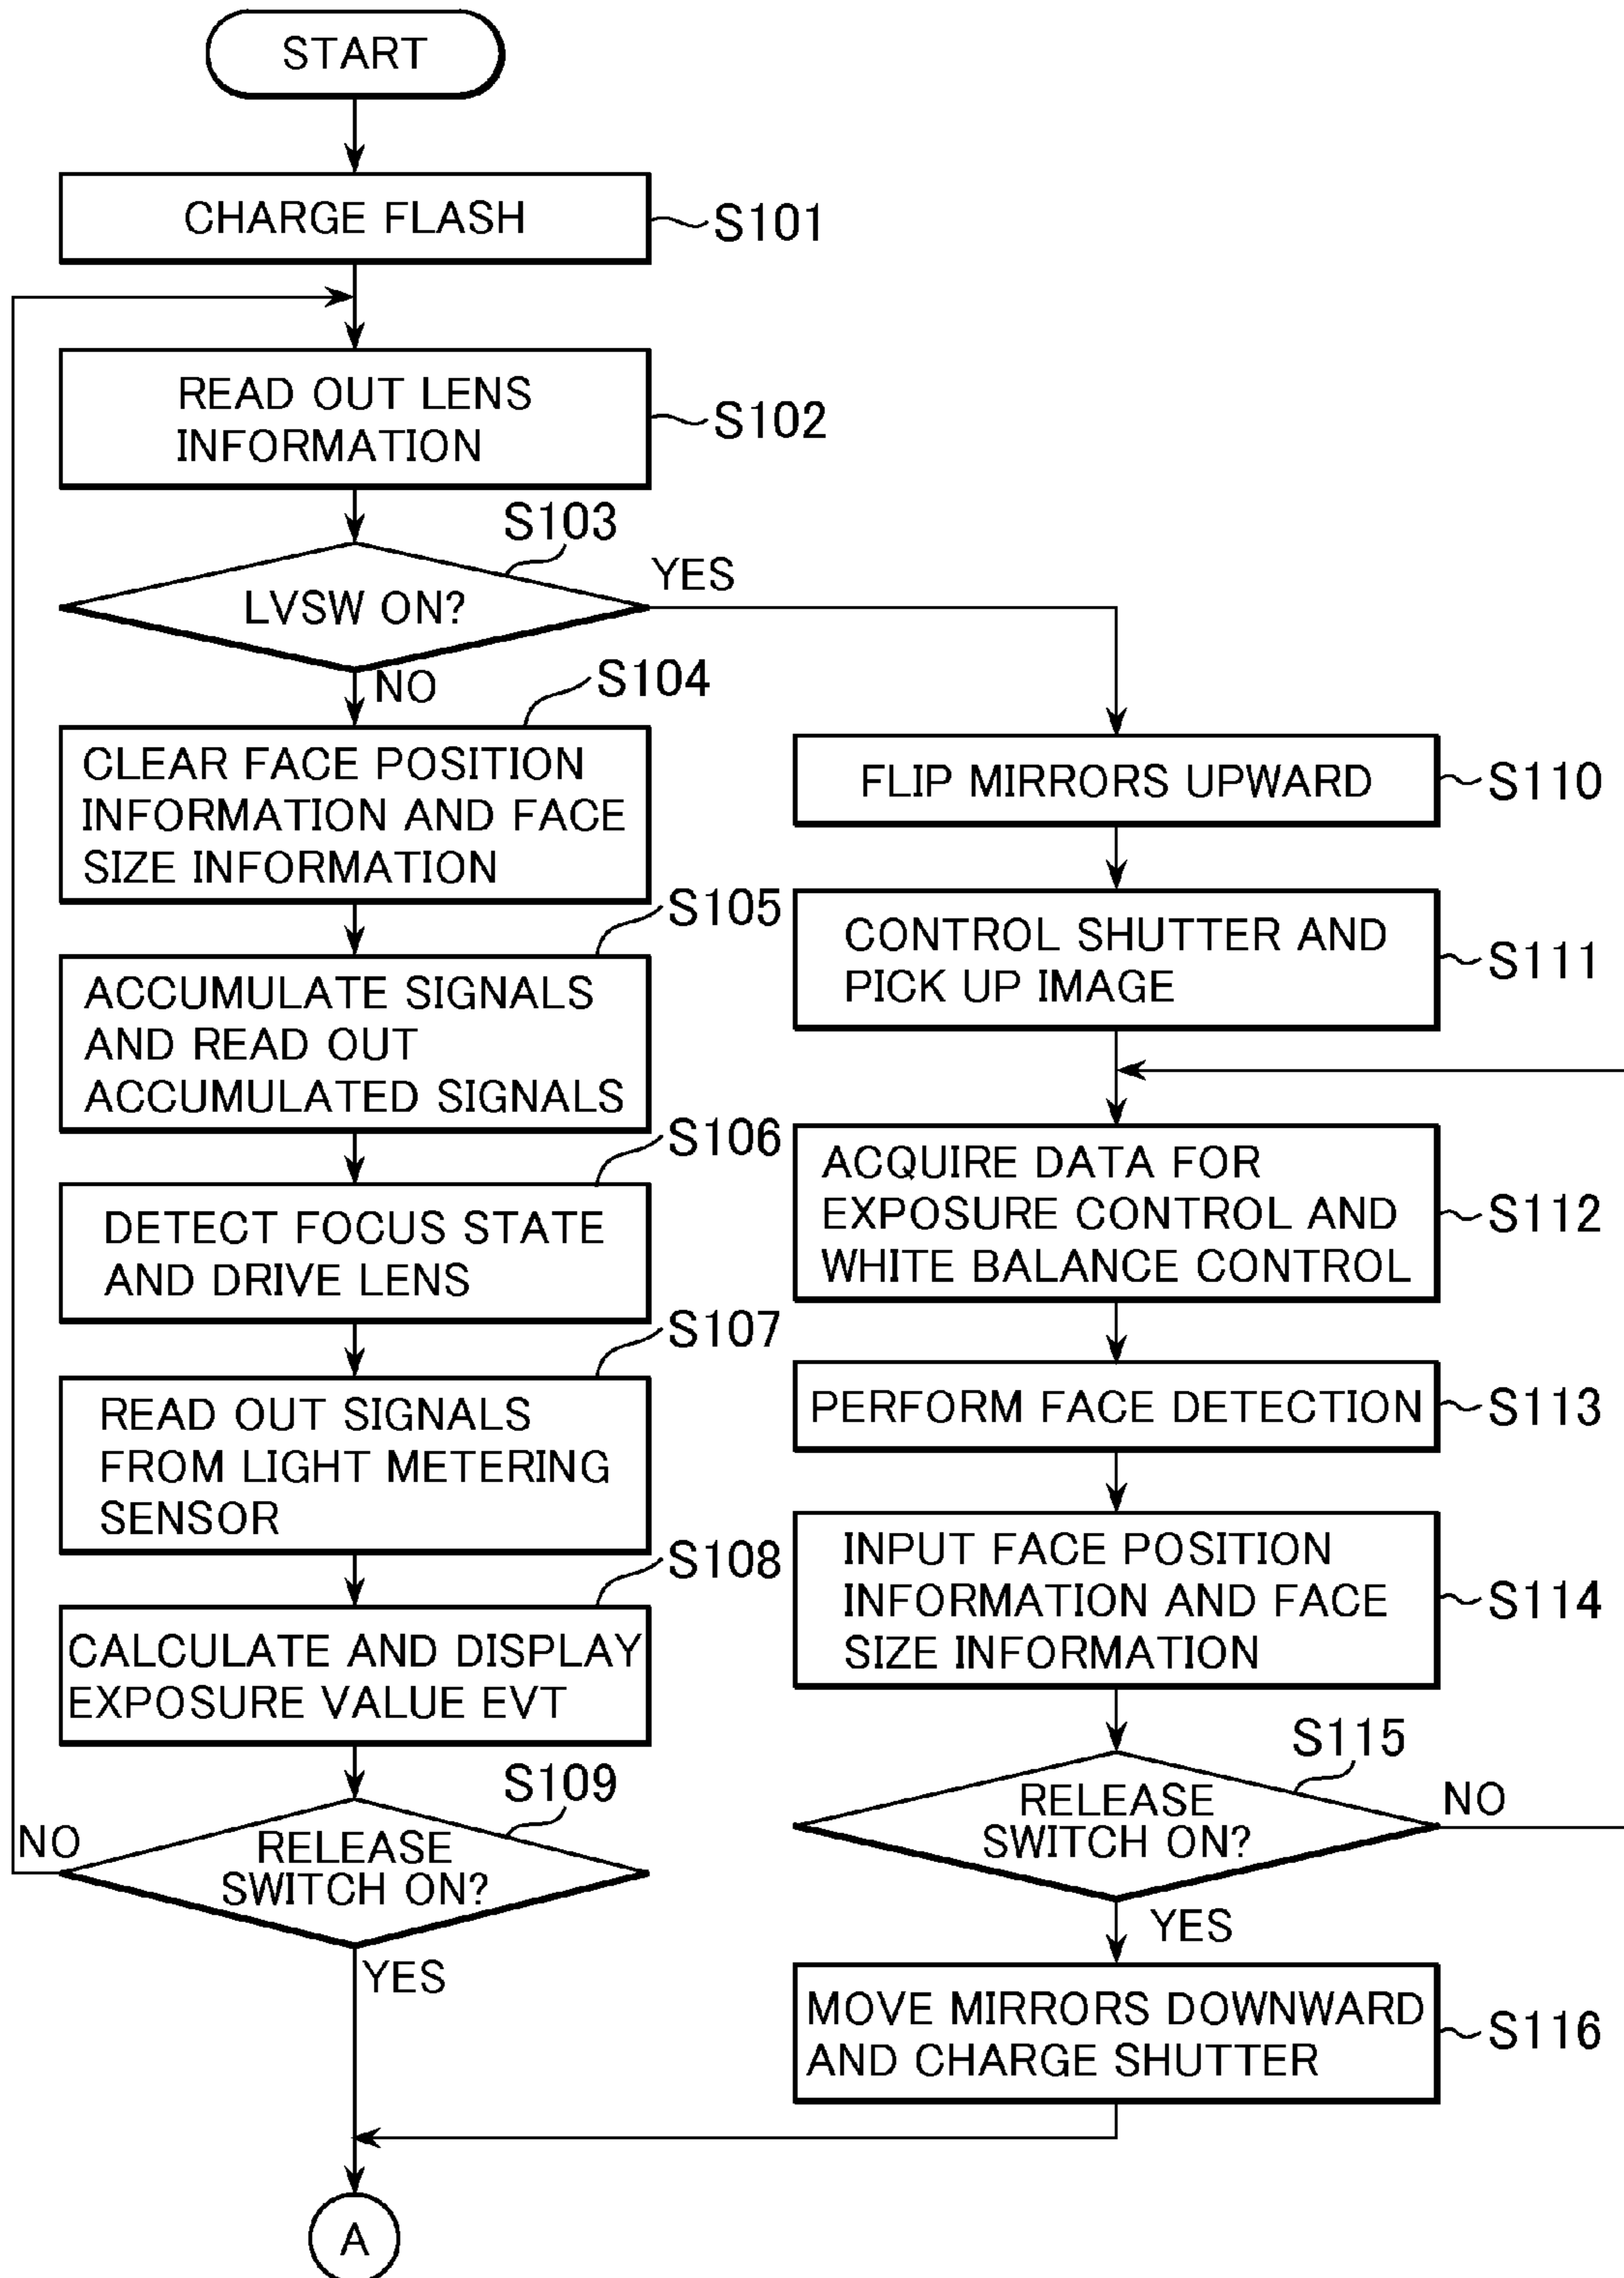 START
CHARGE FLASH
S101
READ OUT LENS
INFORMATION
S102
S103
LVSW ON?
YES
NO
S104
CLEAR FACE POSITION
INFORMATION AND FACE
SIZE INFORMATION
S105
ACCUMULATE SIGNALS
AND READ OUT
ACCUMULATED SIGNALS
S106
DETECT FOCUS STATE
AND DRIVE LENS
S107
READ OUT SIGNALS
FROM LIGHT METERING
SENSOR
S108
CALCULATE AND DISPLAY
EXPOSURE VALUE EVT
S109
RELEASE
SWITCH ON?
NO
YES
FLIP MIRRORS UPWARD
S110
CONTROL SHUTTER AND
PICK UP IMAGE
S111
ACQUIRE DATA FOR
EXPOSURE CONTROL AND
WHITE BALANCE CONTROL
S112
PERFORM FACE DETECTION
S113
INPUT FACE POSITION
INFORMATION AND FACE
SIZE INFORMATION
S114
S115
RELEASE
SWITCH ON?
NO
YES
MOVE MIRRORS DOWNWARD
AND CHARGE SHUTTER
S116
A